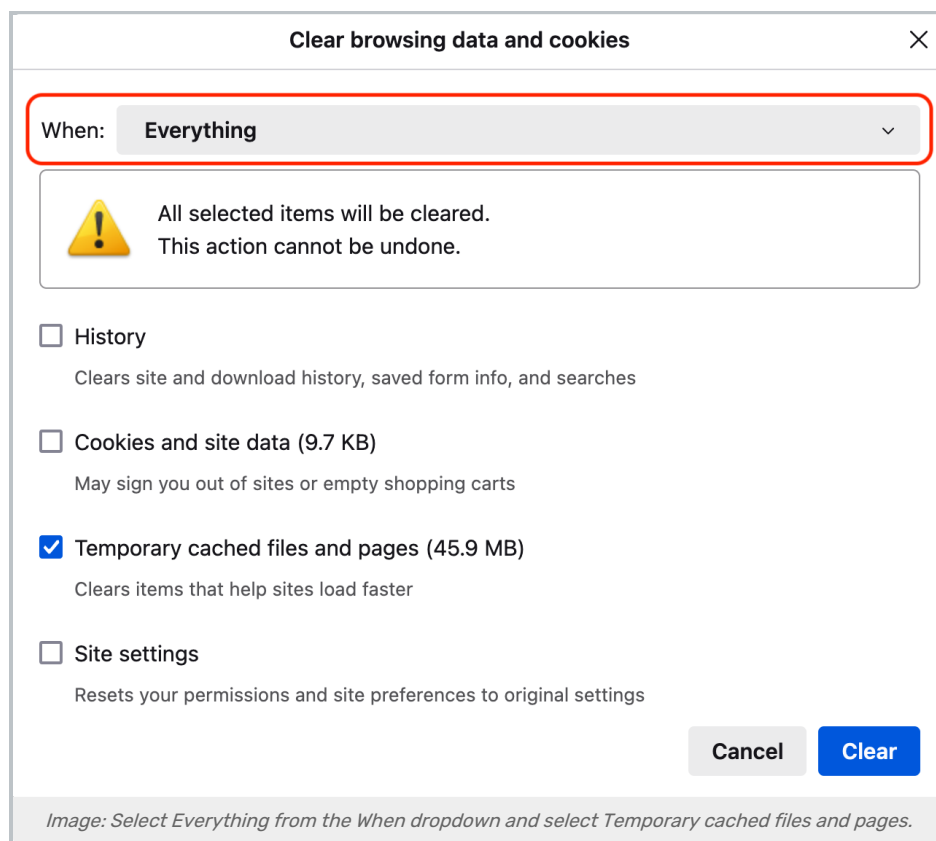 Clear browsing data and cookies
When: Everything
All selected items will be cleared.
This action cannot be undone.
History
Clears site and download history, saved form info, and searches
Cookies and site data (9.7 KB)
May sign you out of sites or empty shopping carts
Temporary cached files and pages (45.9 MB)
Clears items that help sites load faster
Site settings
Resets your permissions and site preferences to original settings
Cancel Clear
Image: Select Everything from the When dropdown and select Temporary cached files and pages.